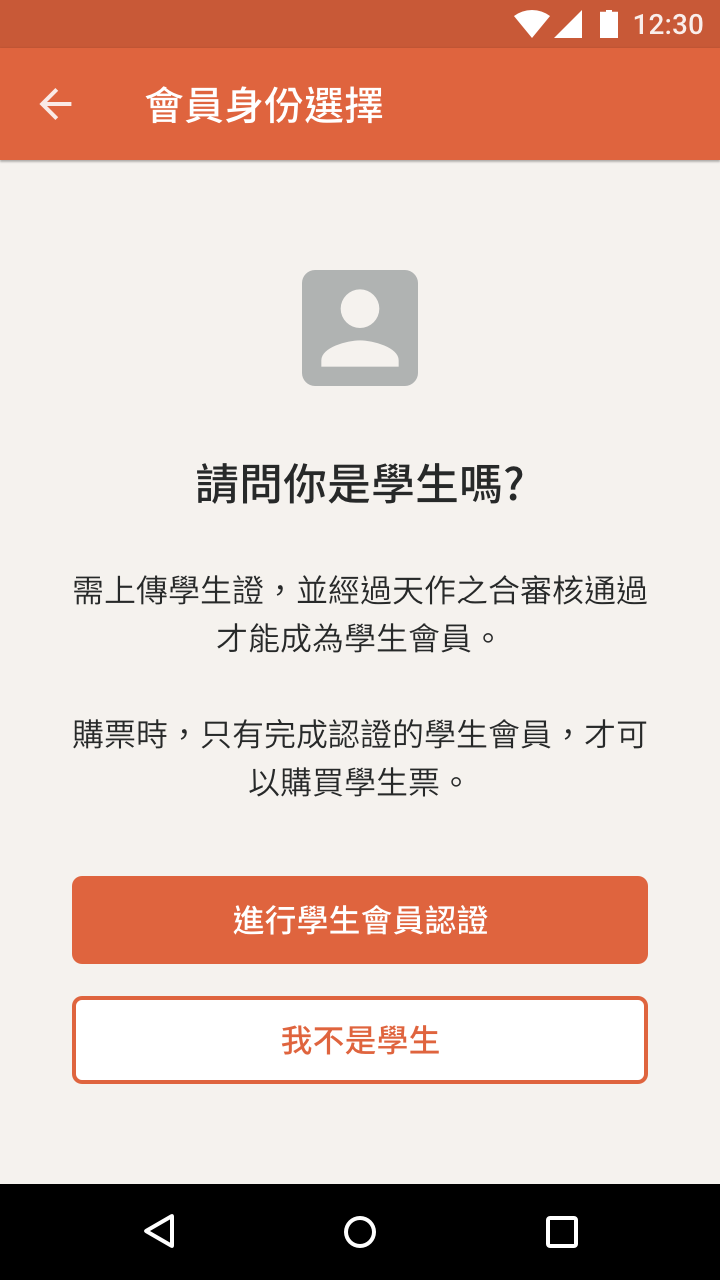 12:30
會員身份選擇
請問你是學生嗎?
需上傳學生證，並經過天作之合審核通過
才能成為學生會員。
購票時，只有完成認證的學生會員，才可
以購買學生票。
進行學生會員認證
我不是學生